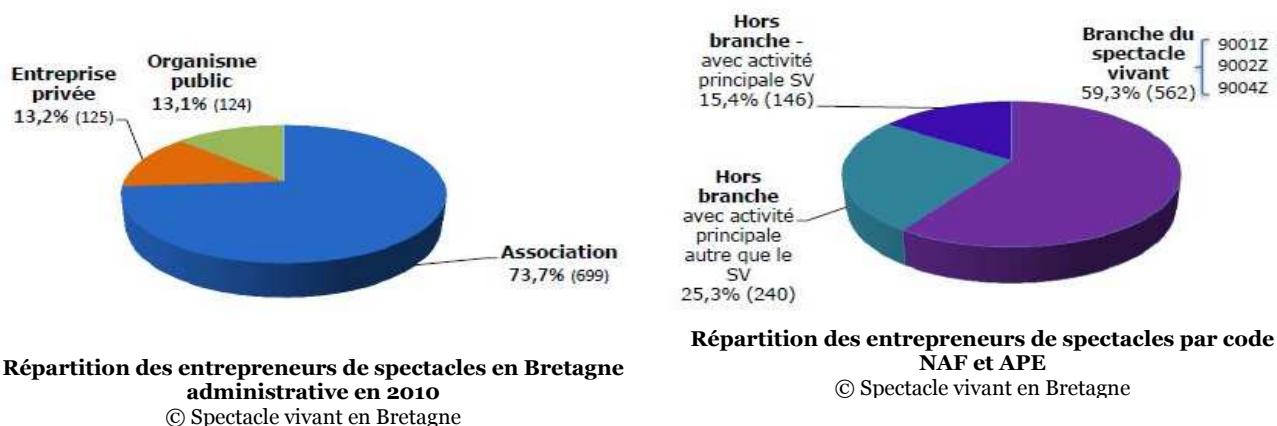 Entreprise
privée
13,2% (125)
Organisme
public
13,1% (124)
Association
73,7% (699)
Répartition des entrepreneurs de spectacles en Bretagne
administrative en 2010
© Spectacle vivant en Bretagne
Hors
branche -
avec activité
principale SV
15,4% (146)
Branche du
spectacle
vivant
59,3% (562)
9001Z
9002Z
9004Z
Hors
branche
avec activité
principale
autre que le
SV
25,3% (240)
Répartition des entrepreneurs de spectacles par code
NAF et APE
© Spectacle vivant en Bretagne